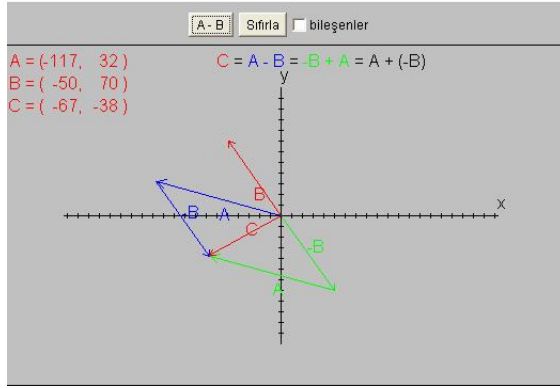 A - B Sıfırla bileşenler
A = (-117, 32) C = A - B = -B + A = A + (-B)
B = ( -50, 70)
C = ( -67, -38)
y
x
B
-B A
C
-B
A